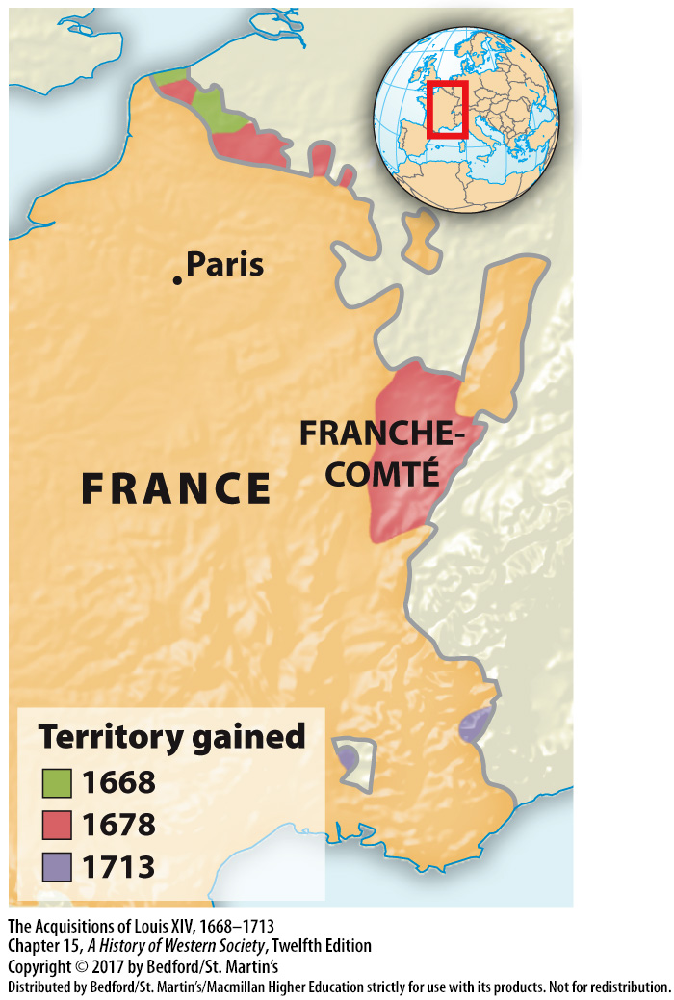 Paris
FRANCHE-
COMTÉ
FRANCE
Territory gained
1668
1678
1713
The Acquisitions of Louis XIV, 1668–1713
Chapter 15, A History of Western Society, Twelfth Edition
Copyright © 2017 by Bedford/St. Martin's
Distributed by Bedford/St. Martin's/Macmillan Higher Education strictly for use with its products. Not for redistribution.